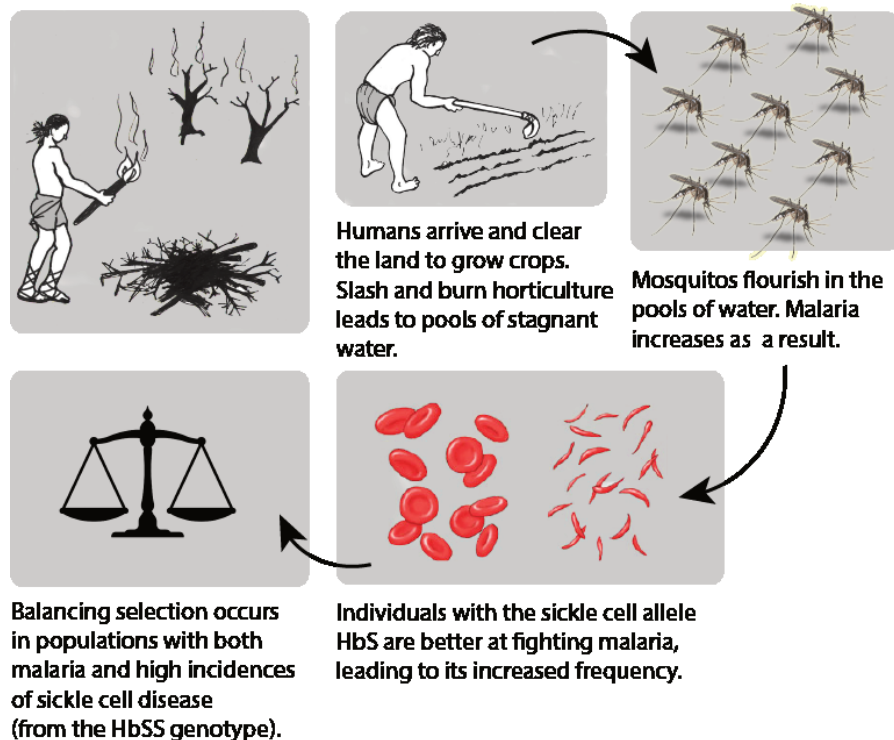 Humans arrive and clear
the land to grow crops.
Slash and burn horticulture
leads to pools of stagnant
water.
Mosquitos flourish in the
pools of water. Malaria
increases as a result.
Individuals with the sickle cell allele
HbS are better at fighting malaria,
leading to its increased frequency.
Balancing selection occurs
in populations with both
malaria and high incidences
of sickle cell disease
(from the HbSS genotype).